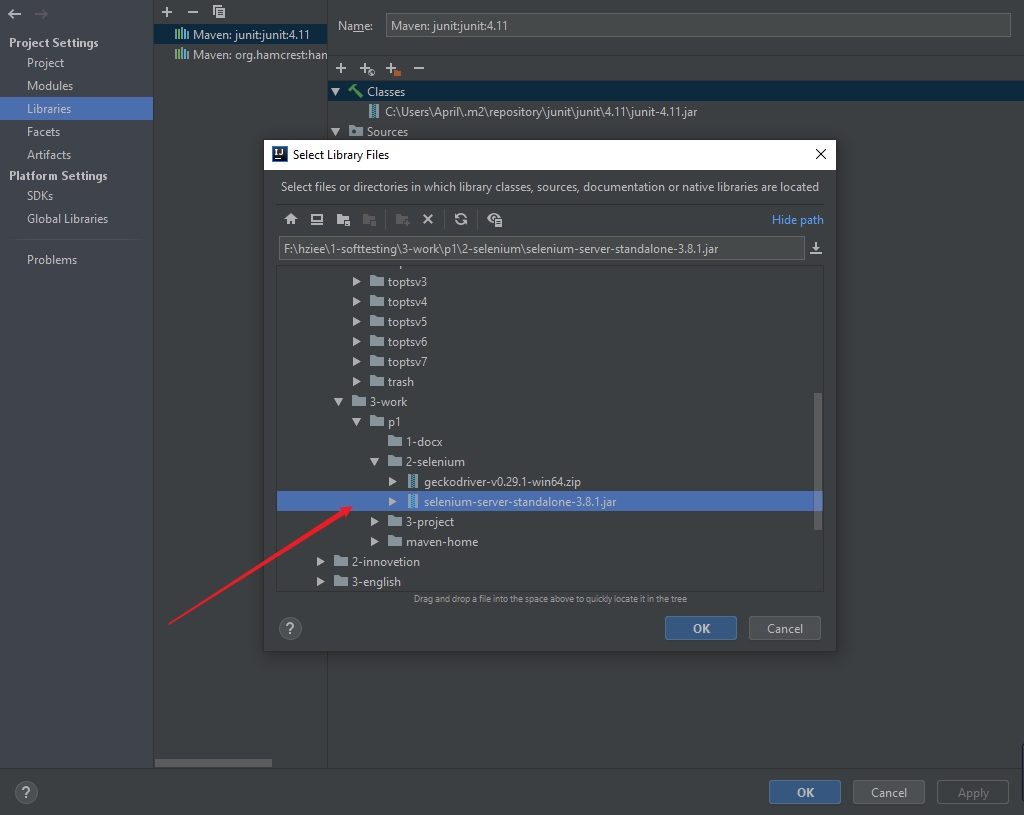 Project Settings
Project
Modules
Libraries
Facets
Artifacts
Platform Settings
SDKs
Global Libraries
Problems
Maven: junit:junit:4.11
Maven: org.hamcrest:ham
Name: Maven: junit:junit:4.11
Classes
C:\Users\April\.m2\repository\junit\junit\4.11\junit-4.11.jar
Sources
Select Library Files
Select files or directories in which library classes, sources, documentation or native libraries are located
Hide path
F:\hziee\1-softtesting\3-work\p1\2-selenium\selenium-server-standalone-3.8.1.jar
toptsv3
toptsv4
toptsv5
toptsv6
toptsv7
trash
3-work
p1
1-docx
2-selenium
geckodriver-v0.29.1-win64.zip
selenium-server-standalone-3.8.1.jar
3-project
maven-home
2-innovetion
3-english
Drag and drop a file into the space above to quickly locate it in the tree
? OK Cancel
? OK Cancel Apply